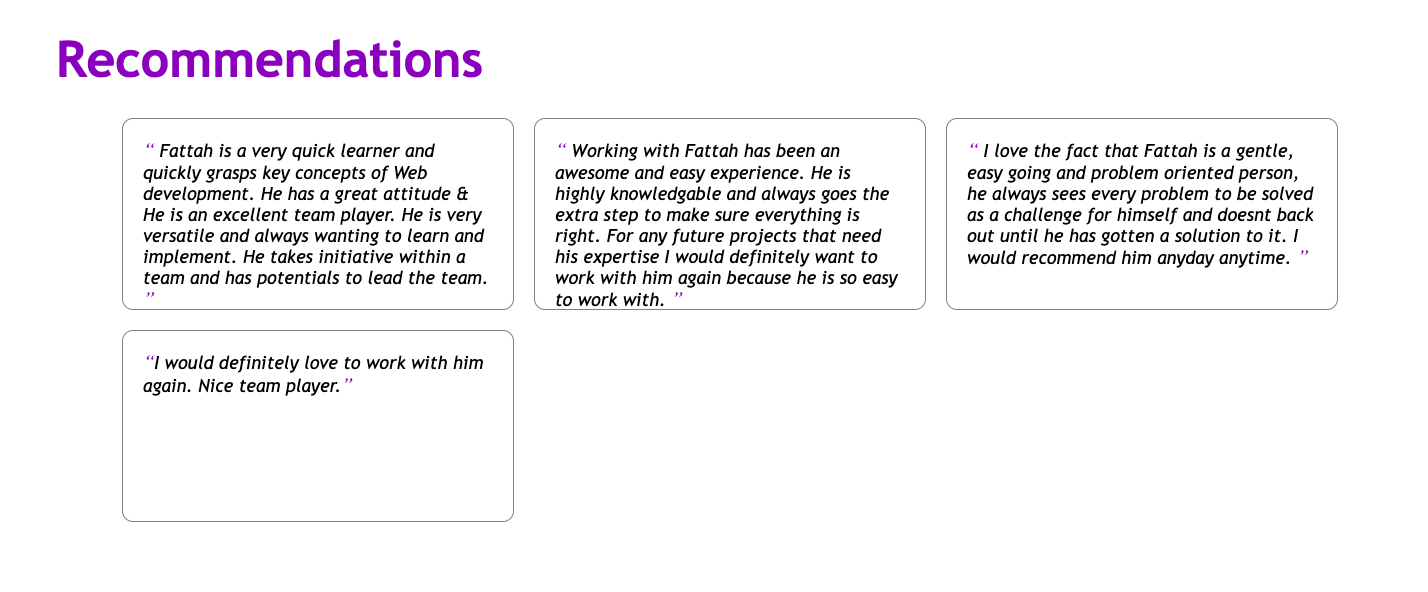 Recommendations
“ Fattah is a very quick learner and
quickly grasps key concepts of Web
development. He has a great attitude &
He is an excellent team player. He is very
versatile and always wanting to learn and
implement. He takes initiative within a
team and has potentials to lead the team.
”
“ Working with Fattah has been an
awesome and easy experience. He is
highly knowledgable and always goes the
extra step to make sure everything is
right. For any future projects that need
his expertise I would definitely want to
work with him again because he is so easy
to work with. ”
“ I love the fact that Fattah is a gentle,
easy going and problem oriented person,
he always sees every problem to be solved
as a challenge for himself and doesnt back
out until he has gotten a solution to it. I
would recommend him anyday anytime. ”
“I would definitely love to work with him
again. Nice team player.”